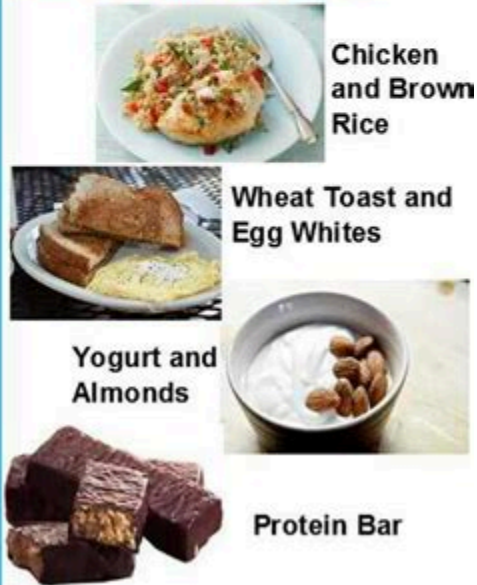 Chicken
and Brown
Rice
Wheat Toast and
Egg Whites
Yogurt and
Almonds
Protein Bar